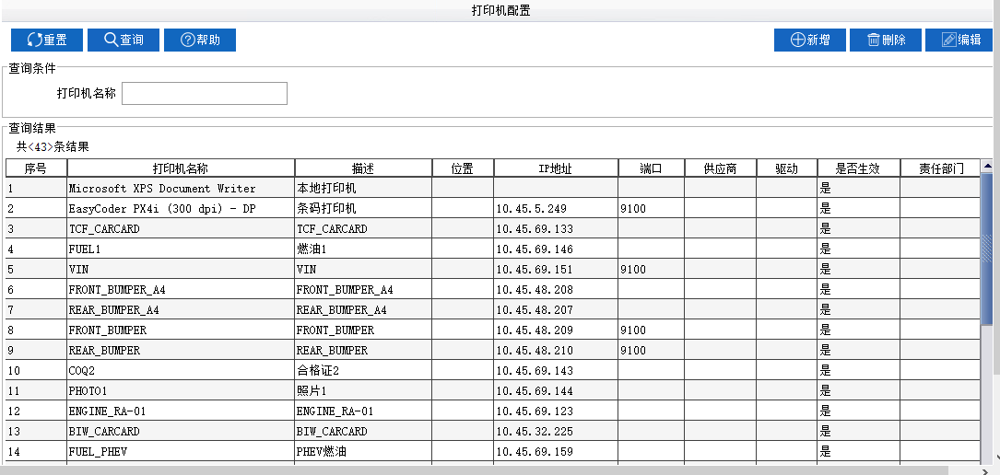 打印机配置
重置 查询 帮助 新增 删除 编辑
查询条件
打印机名称
查询结果
共<43>条结果
序号 打印机名称 描述 位置 IP地址 端口 供应商 驱动 是否生效 责任部门
1 Microsoft XPS Document Writer 本地打印机 是
2 EasyCoder PX4i (300 dpi) - DP 条码打印机 10.45.5.249 9100 是
3 TCF_CARCARD TCF_CARCARD 10.45.69.133 是
4 FUEL1 燃油1 10.45.69.146 是
5 VIN VIN 10.45.69.151 9100 是
6 FRONT_BUMPER_A4 FRONT_BUMPER_A4 10.45.48.208 是
7 REAR_BUMPER_A4 REAR_BUMPER_A4 10.45.48.207 是
8 FRONT_BUMPER FRONT_BUMPER 10.45.48.209 9100 是
9 REAR_BUMPER REAR_BUMPER 10.45.48.210 9100 是
10 COQ2 合格证2 10.45.69.143 是
11 PHOTO1 照片1 10.45.69.144 是
12 ENGINE_RA-01 ENGINE_RA-01 10.45.69.123 是
13 BIW_CARCARD BIW_CARCARD 10.45.32.225 是
14 FUEL_PHEV PHEV燃油 10.45.69.159 是